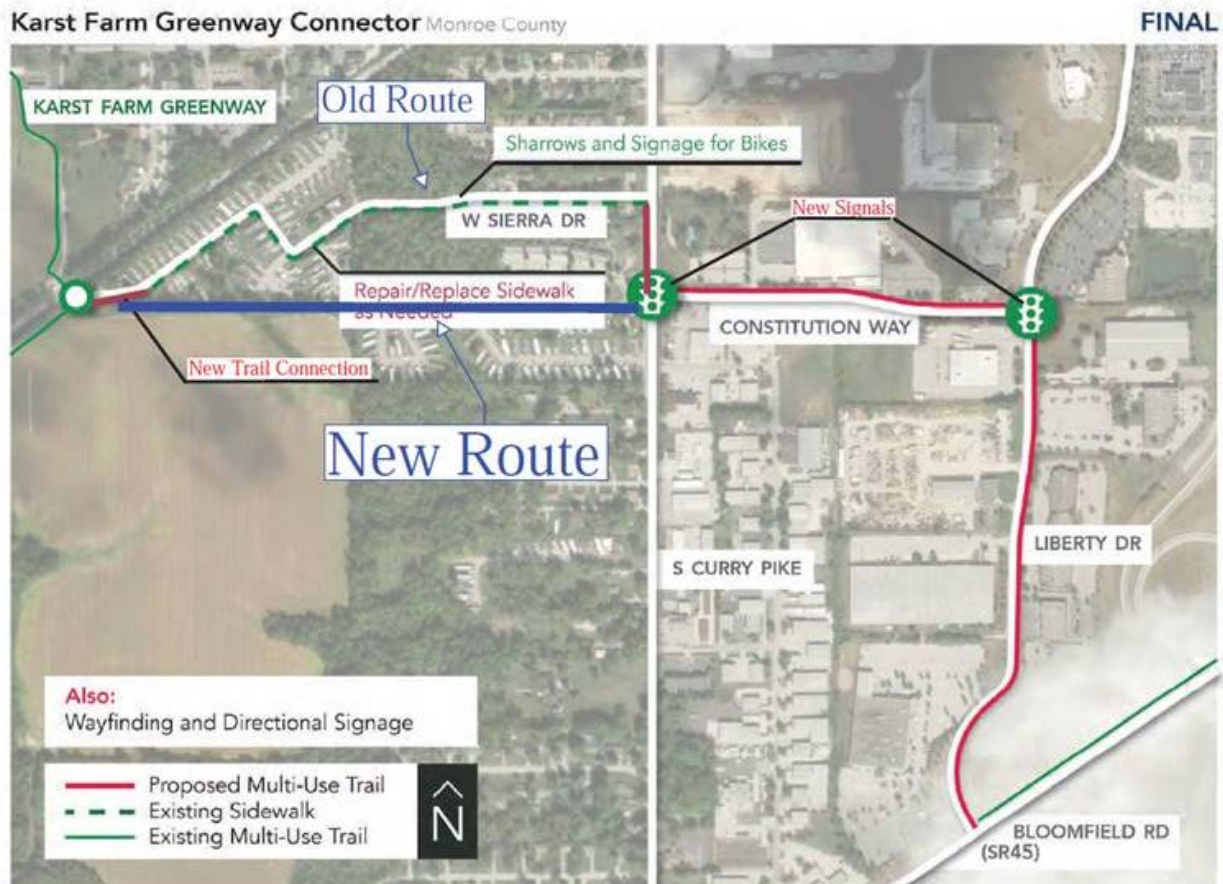 Karst Farm Greenway Connector Monroe County
FINAL
KARST FARM GREENWAY
Old Route
Sharrows and Signage for Bikes
W SIERRA DR
New Signals
Repair/Replace Sidewalk
as Needed
CONSTITUTION WAY
New Trail Connection
New Route
LIBERTY DR
S CURRY PIKE
Also:
Wayfinding and Directional Signage
Proposed Multi-Use Trail
Existing Sidewalk
Existing Multi-Use Trail
N
BLOOMFIELD RD
(SR45)